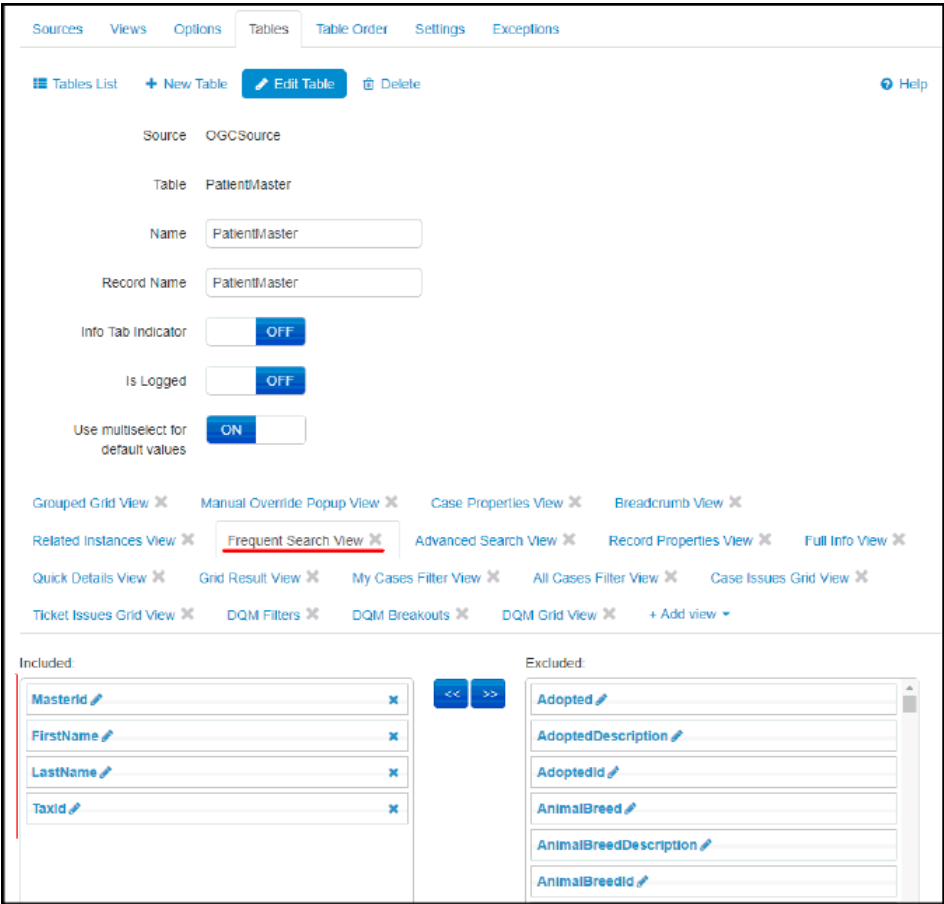 Sources Views Options Tables Table Order Settings Exceptions
Tables List + New Table Edit Table Delete Help
Source OGCSource
Table PatientMaster
Name PatientMaster
Record Name PatientMaster
Info Tab Indicator OFF
Is Logged OFF
Use multiselect for ON
default values
Grouped Grid View Manual Override Popup View Case Properties View Breadcrumb View
Related Instances View Frequent Search View Advanced Search View Record Properties View Full Info View
Quick Details View Grid Result View My Cases Filter View All Cases Filter View Case Issues Grid View
Ticket Issues Grid View DQM Filters DQM Breakouts DQM Grid View + Add view
Included: Excluded:
MasterId << >> Adopted
FirstName AdoptedDescription
LastName AdoptedId
TaxId AnimalBreed
AnimalBreedDescription
AnimalBreedId